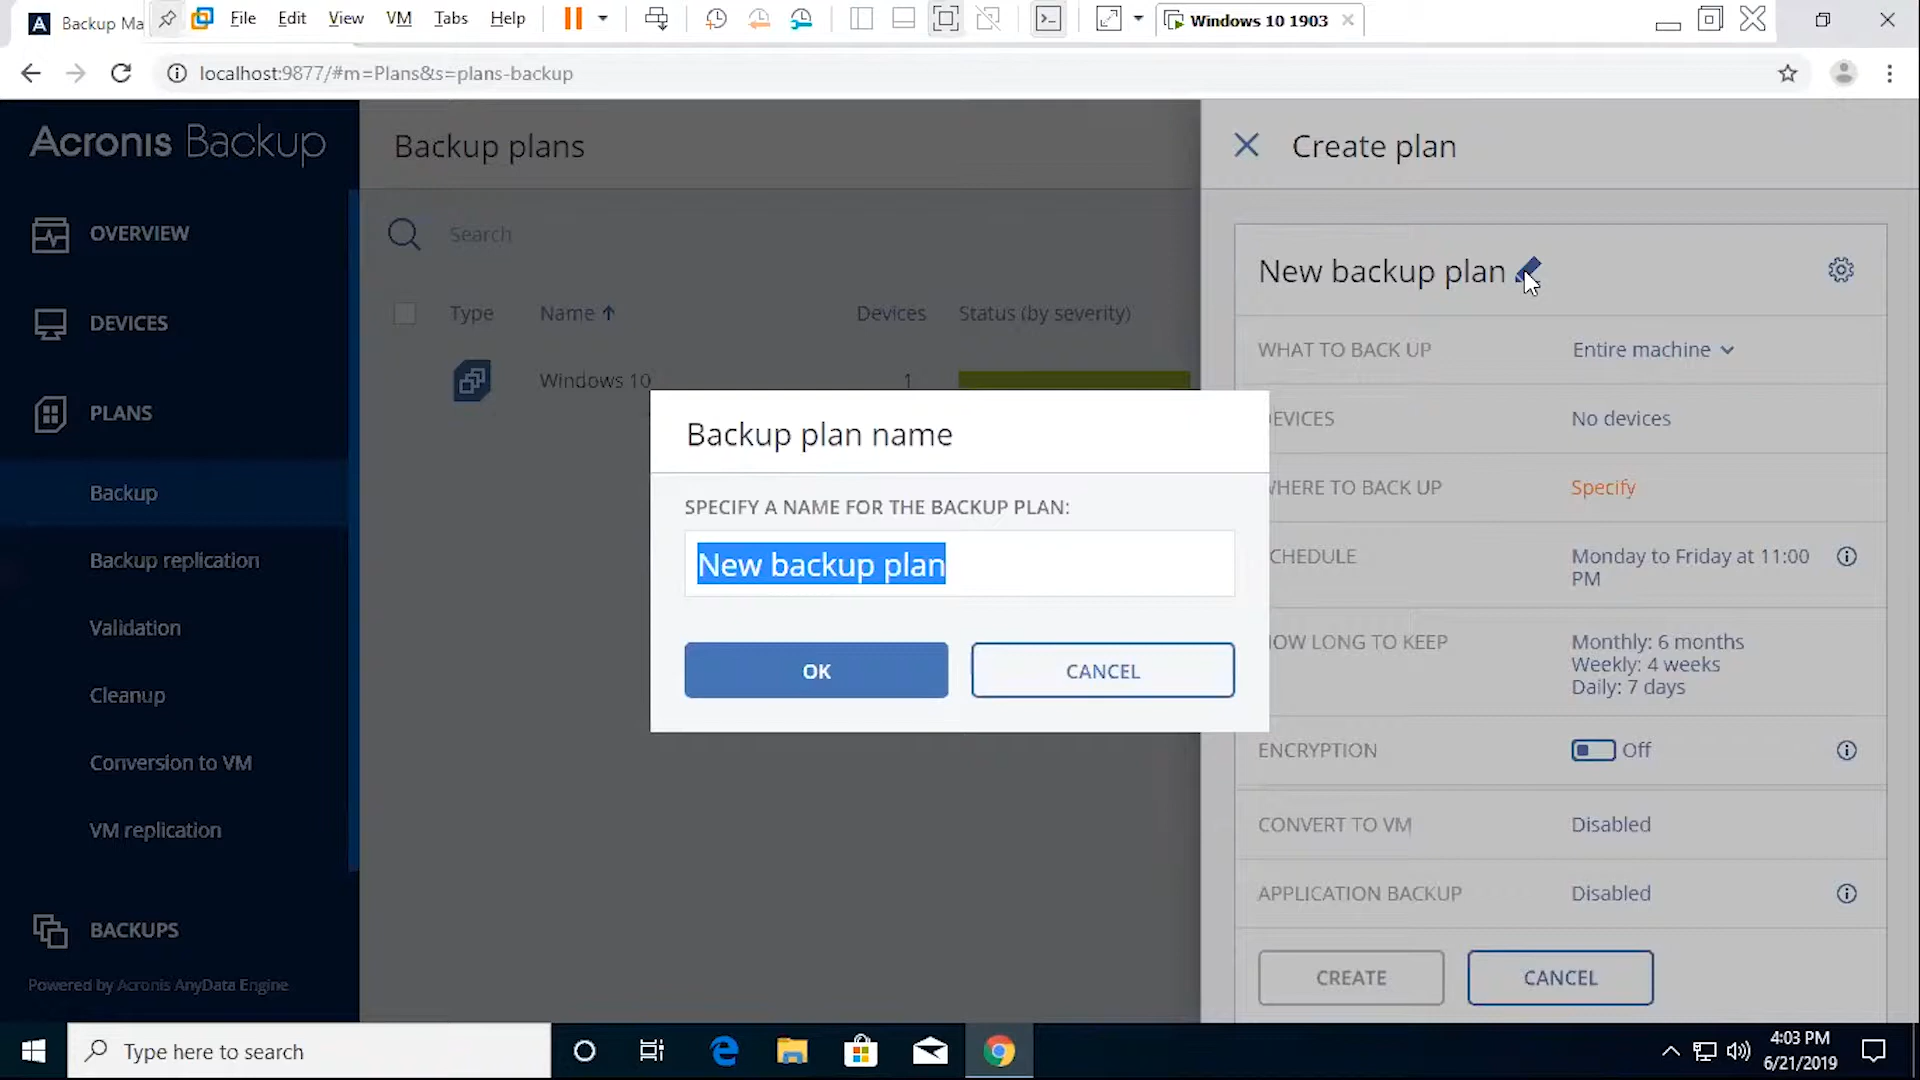 Backup Ma
File Edit View VM Tabs Help
Windows 10 1903
localhost:9877/#m=Plans&s=plans-backup
Acronis Backup
OVERVIEW
DEVICES
PLANS
Backup
Backup replication
Validation
Cleanup
Conversion to VM
VM replication
BACKUPS
Powered by Acronis AnyData Engine
Backup plans
Search
Type Name Devices Status (by severity)
Windows 10 1
Backup plan name
SPECIFY A NAME FOR THE BACKUP PLAN:
New backup plan
OK CANCEL
Create plan
New backup plan
WHAT TO BACK UP Entire machine
EVICES No devices
HERE TO BACK UP Specify
CHEDULE Monday to Friday at 11:00
PM
OW LONG TO KEEP Monthly: 6 months
Weekly: 4 weeks
Daily: 7 days
ENCRYPTION Off
CONVERT TO VM Disabled
APPLICATION BACKUP Disabled
CREATE CANCEL
Type here to search
4:03 PM
6/21/2019